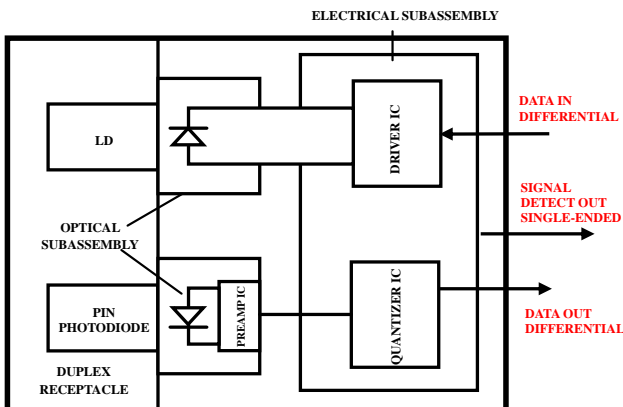 ELECTRICAL SUBASSEMBLY
DATA IN
DIFFERENTIAL
LD
DRIVER IC
SIGNAL
DETECT OUT
SINGLE-ENDED
OPTICAL
SUBASSEMBLY
PIN
PHOTODIODE
PREAMP IC
QUANTIZER IC
DATA OUT
DIFFERENTIAL
DUPLEX
RECEPTACLE